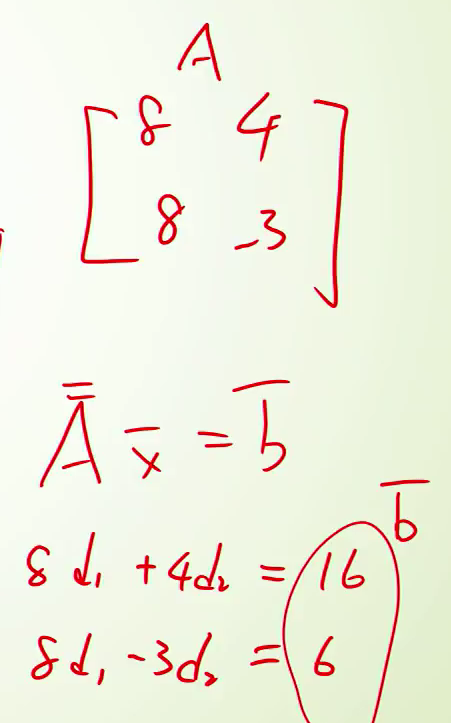 A
8 4
8 -3
A̿ x̄ = b̄
b̄
8d₁ + 4d₂ = 16
8d₁ - 3d₂ = 6